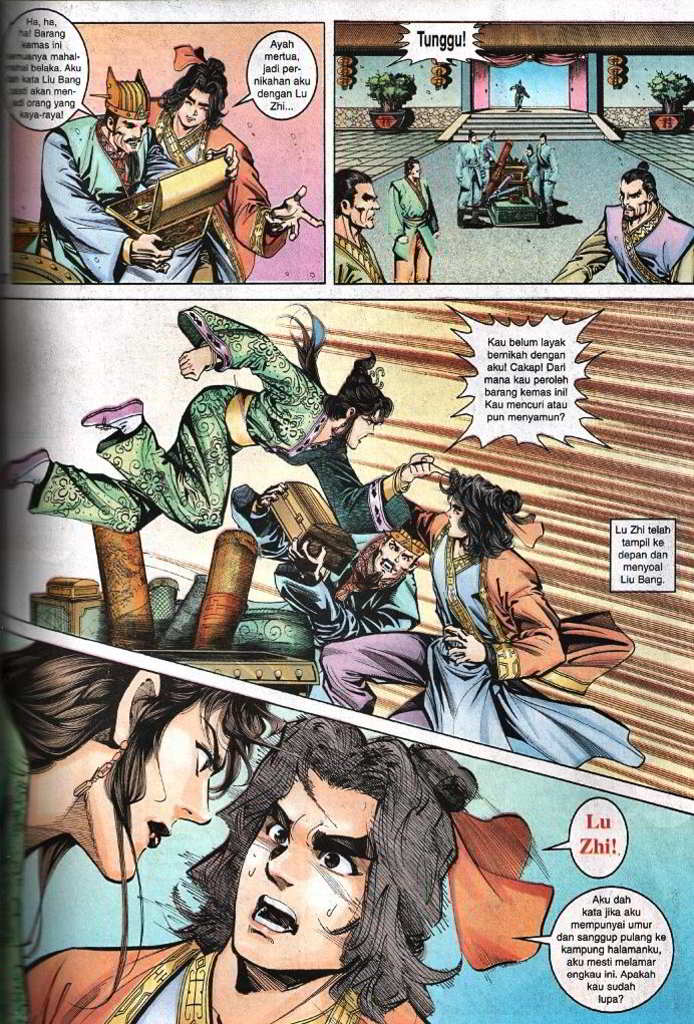 Ha, ha,
ha! Barang
kemas ini
semuanya mahal-
mahal belaka. Aku
dah kata Liu Bang
pasti akan men-
jadi orang yang
kaya-raya!
Ayah
mertua,
jadi per-
nikahan aku
dengan Lu
Zhi...
Tunggu!
Kau belum layak
bernikah dengan
aku! Cakap! Dari
mana kau peroleh
barang kemas ini!
Kau mencuri atau
pun menyamun?
Lu Zhi telah
tampil ke
depan dan
menyoal
Liu Bang.
Lu
Zhi!
Aku dah
kata jika aku
mempunyai umur
dan sanggup pulang ke
kampung halamanku,
aku mesti melamar
engkau ini. Apakah
kau sudah
lupa?